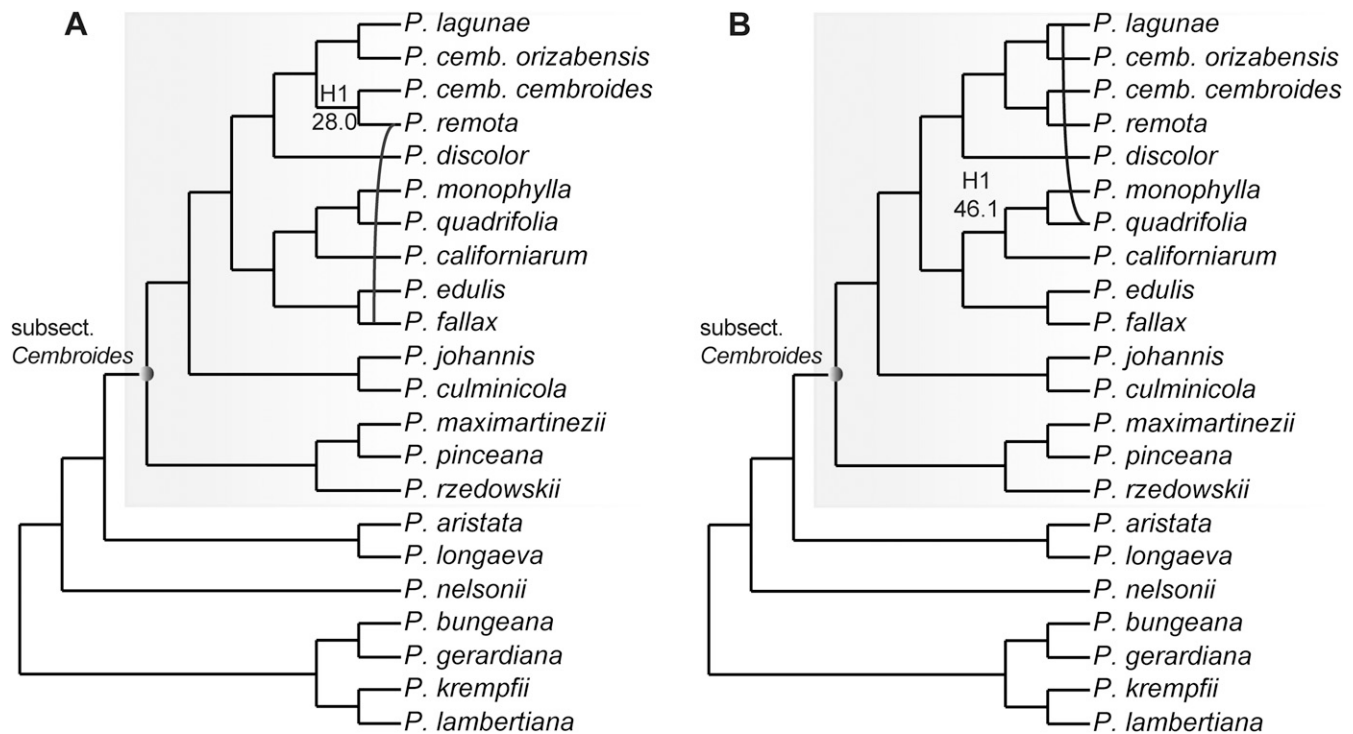 A
P. lagunae
P. cemb. orizabensis
P. cemb. cembroides
H1
28.0
P. remota
P. discolor
P. monophylla
P. quadrifolia
P. californiarum
P. edulis
P. fallax
subsect.
Cembroides
P. johannis
P. culminicola
P. maximartinezii
P. pinceana
P. rzedowskii
P. aristata
P. longaeva
P. nelsonii
P. bungeana
P. gerardiana
P. krempfii
P. lambertiana
B
P. lagunae
P. cemb. orizabensis
P. cemb. cembroides
P. remota
P. discolor
H1
46.1
P. monophylla
P. quadrifolia
P. californiarum
P. edulis
P. fallax
subsect.
Cembroides
P. johannis
P. culminicola
P. maximartinezii
P. pinceana
P. rzedowskii
P. aristata
P. longaeva
P. nelsonii
P. bungeana
P. gerardiana
P. krempfii
P. lambertiana